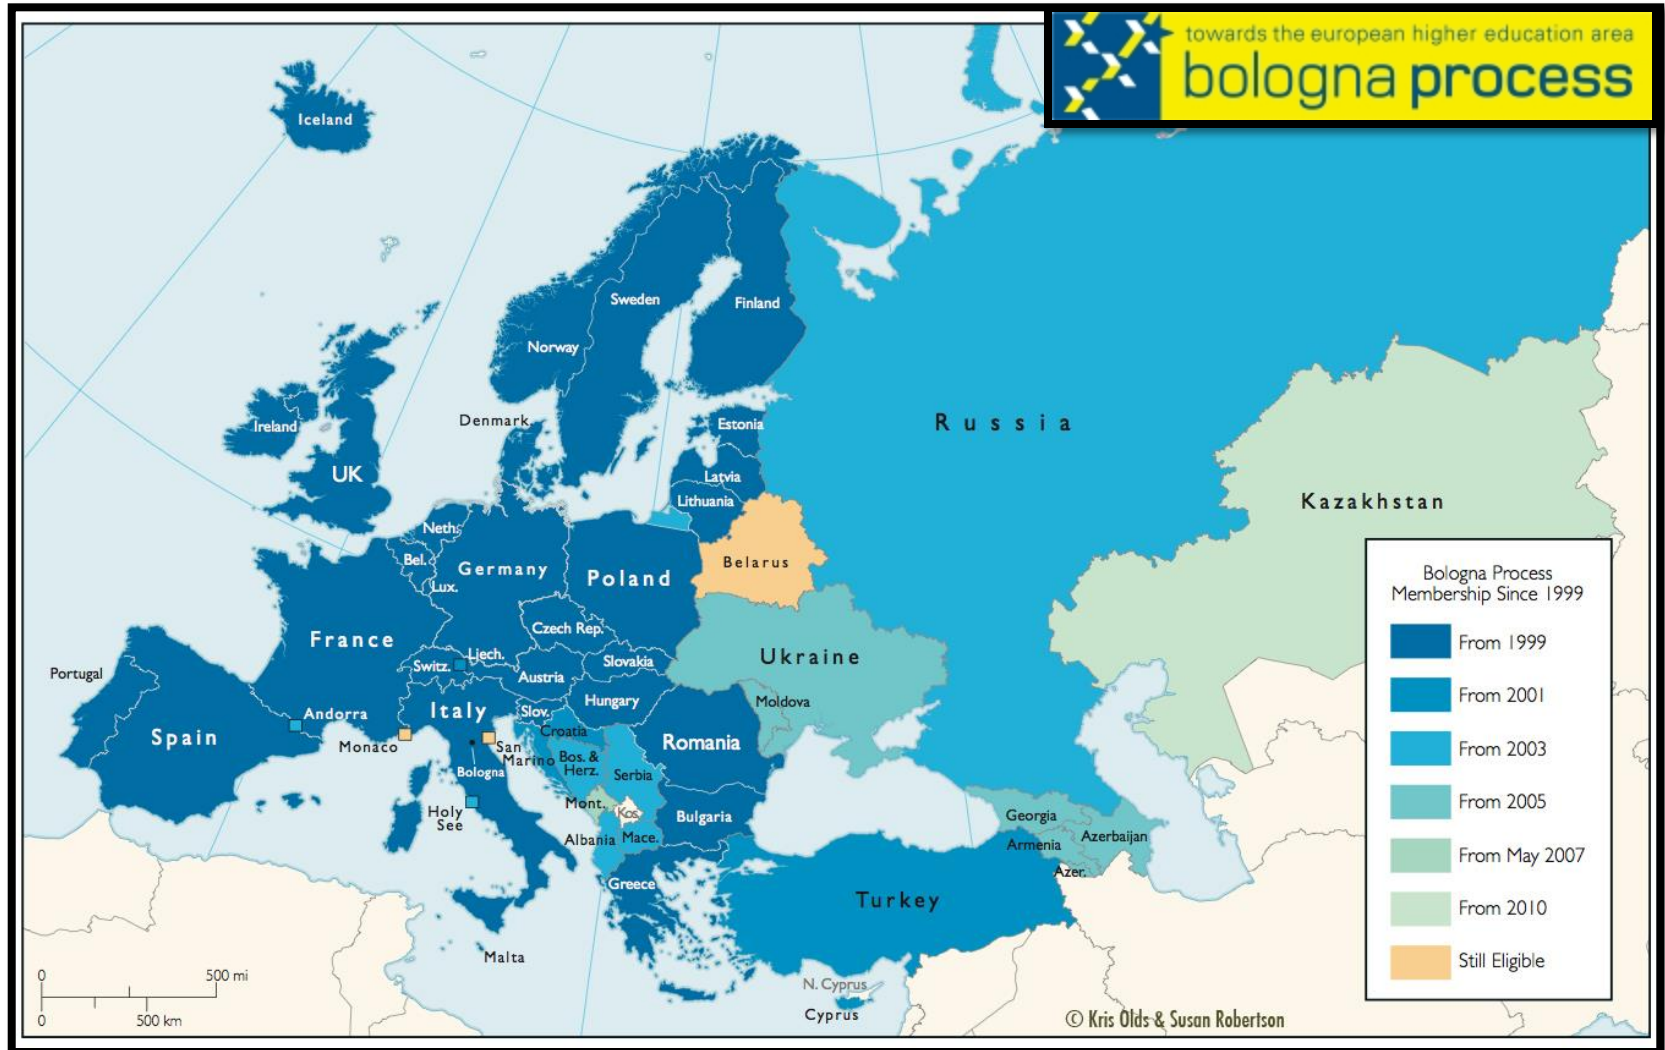 towards the european higher education area
bologna process
Iceland
Sweden
Finland
Norway
Denmark
Estonia
Ireland
Latvia
UK
Lithuania
Russia
Kazakhstan
Neth.
Bel.
Germany
Poland
Belarus
Lux.
Czech Rep.
France
Ukraine
Liech.
Switz.
Slovakia
Austria
Portugal
Hungary
Moldova
Andorra
Italy
Slov.
Croatia
Spain
Monaco
San
Marino
Romania
Bos. &
Herz.
Bologna
Serbia
Mont.
Kos.
Holy
See
Bulgaria
Albania
Mace.
Georgia
Armenia
Azerbaijan
Azer.
Greece
Turkey
Malta
N. Cyprus
Cyprus
Bologna Process
Membership Since 1999
From 1999
From 2001
From 2003
From 2005
From May 2007
From 2010
Still Eligible
0 500 mi
0 500 km
© Kris Olds & Susan Robertson